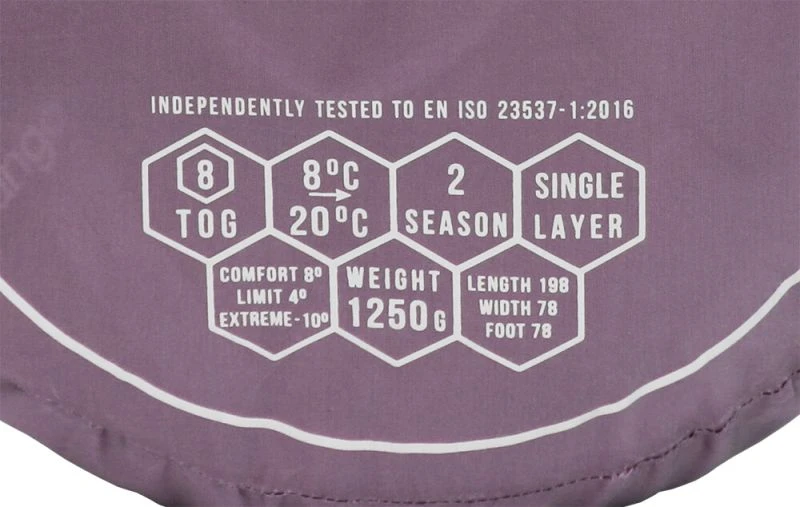 INDEPENDENTLY TESTED TO EN ISO 23537-1:2016
8
TOG
8ºC
20ºC
2
SEASON
SINGLE
LAYER
COMFORT 8º
LIMIT 4º
EXTREME-10º
WEIGHT
1250G
LENGTH 198
WIDTH 78
FOOT 78